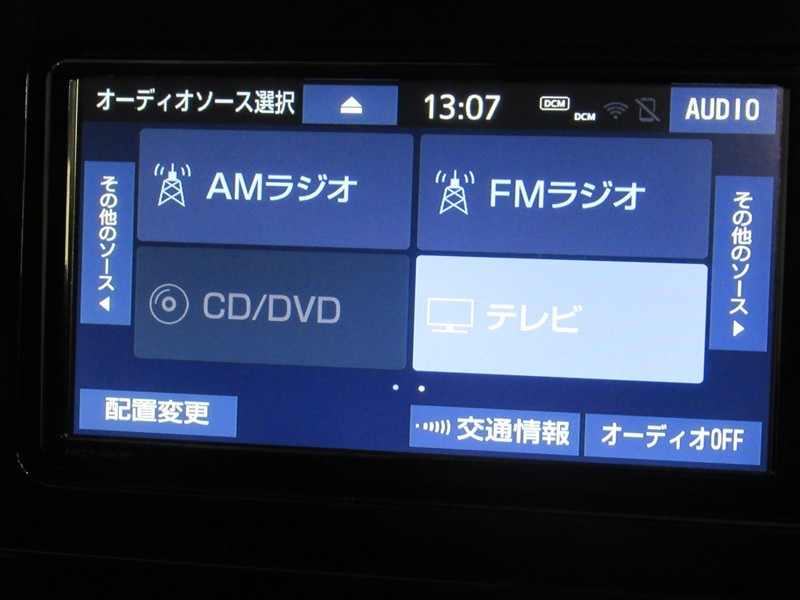 オーディオソース選択
13:07
DCM
DCM
AUDIO
その他のソース
AMラジオ
FMラジオ
その他のソース
CD/DVD
テレビ
配置変更
交通情報
オーディオOFF